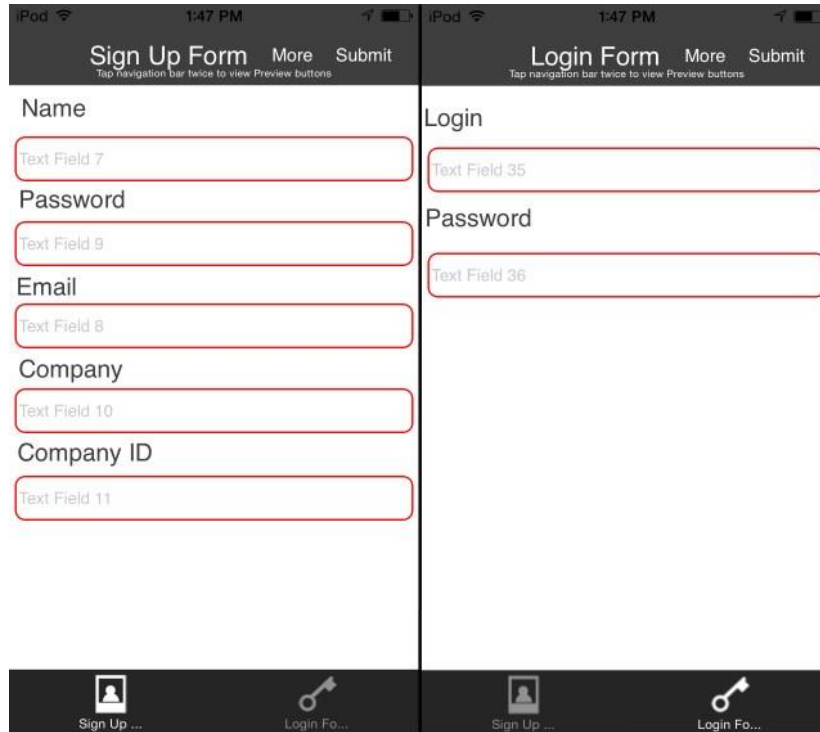 iPod 1:47 PM
Sign Up Form More Submit
Tap navigation bar twice to view Preview buttons
Name
Text Field 7
Password
Text Field 9
Email
Text Field 8
Company
Text Field 10
Company ID
Text Field 11
Sign Up ... Login Fo...
iPod 1:47 PM
Login Form More Submit
Tap navigation bar twice to view Preview buttons
Login
Text Field 35
Password
Text Field 36
Sign Up ... Login Fo...